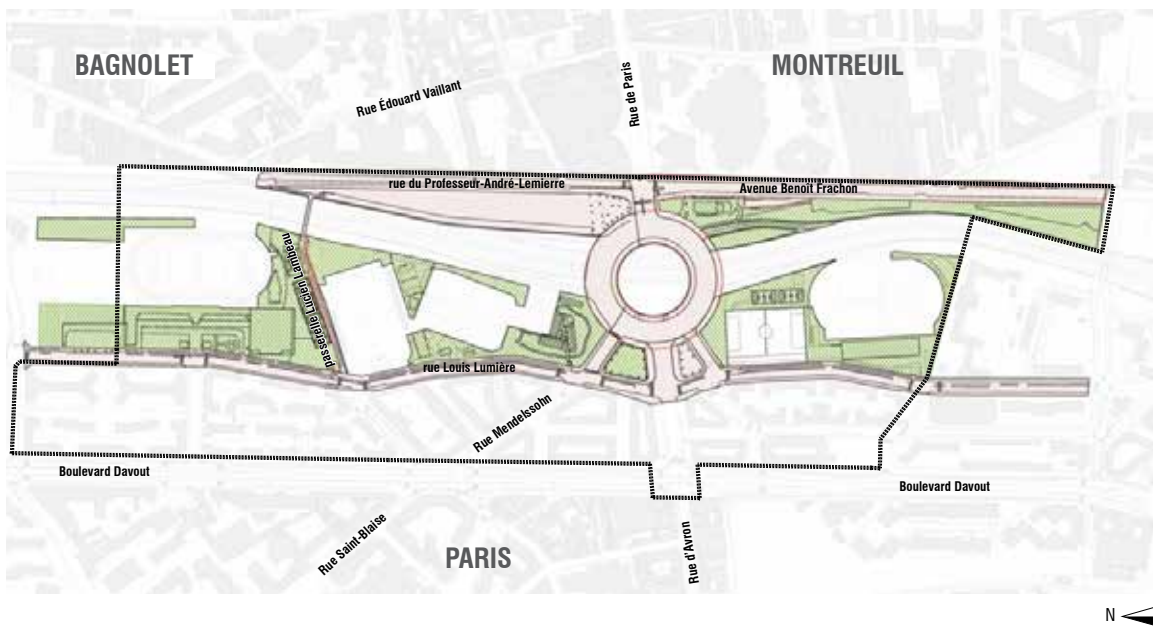 BAGNOLET
MONTREUIL
Rue Édouard Vaillant
Rue de Paris
rue du Professeur-André-Lemierre
Avenue Benoît Frachon
passerelle Lucien Lambeau
rue Louis Lumière
Rue Mendelssohn
Boulevard Davout
Boulevard Davout
Rue Saint-Blaise
PARIS
Rue d'Avron
N